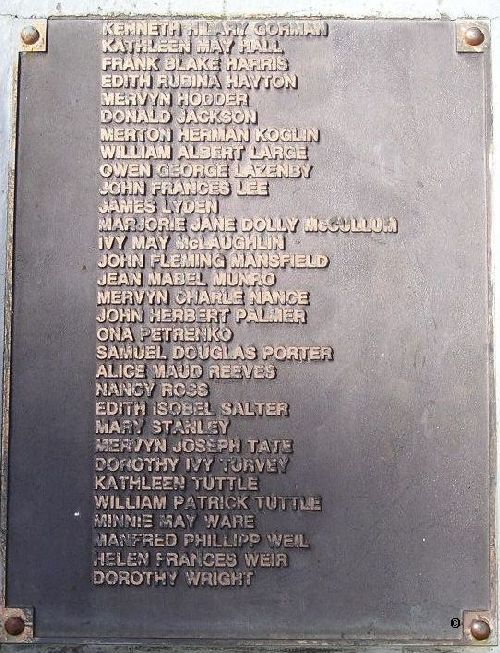 KENNETH HILARY GORMAN
KATHLEEN MAY HALL
FRANK BLAKE HARRIS
EDITH RUBINA HAYTON
MERVYN HODDER
DONALD JACKSON
MERTON HERMAN KOGLIN
WILLIAM ALBERT LARGE
OWEN GEORGE LAZENBY
JOHN FRANCES LEE
JAMES LYDEN
MARJORIE JANE DOLLY McCULLUM
IVY MAY McLAUGHLIN
JOHN FLEMING MANSFIELD
JEAN MABEL MUNRO
MERVYN CHARLE NANCE
JOHN HERBERT PALMER
ONA PETRENKO
SAMUEL DOUGLAS PORTER
ALICE MAUD REEVES
NANCY ROSS
EDITH ISOBEL SALTER
MARY STANLEY
MERVYN JOSEPH TATE
DOROTHY IVY TURVEY
KATHLEEN TUTTLE
WILLIAM PATRICK TUTTLE
MINNIE MAY WARE
MANFRED PHILLIPP WEIL
HELEN FRANCES WEIR
DOROTHY WRIGHT